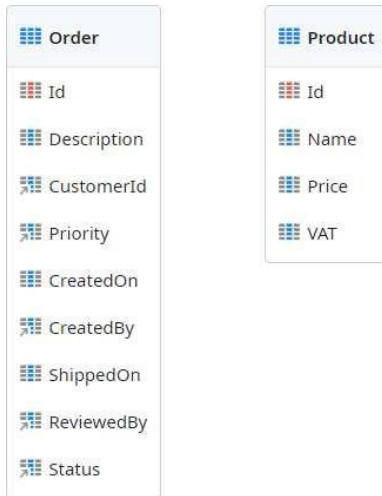 Order
Id
Description
CustomerId
Priority
CreatedOn
CreatedBy
ShippedOn
ReviewedBy
Status
Product
Id
Name
Price
VAT